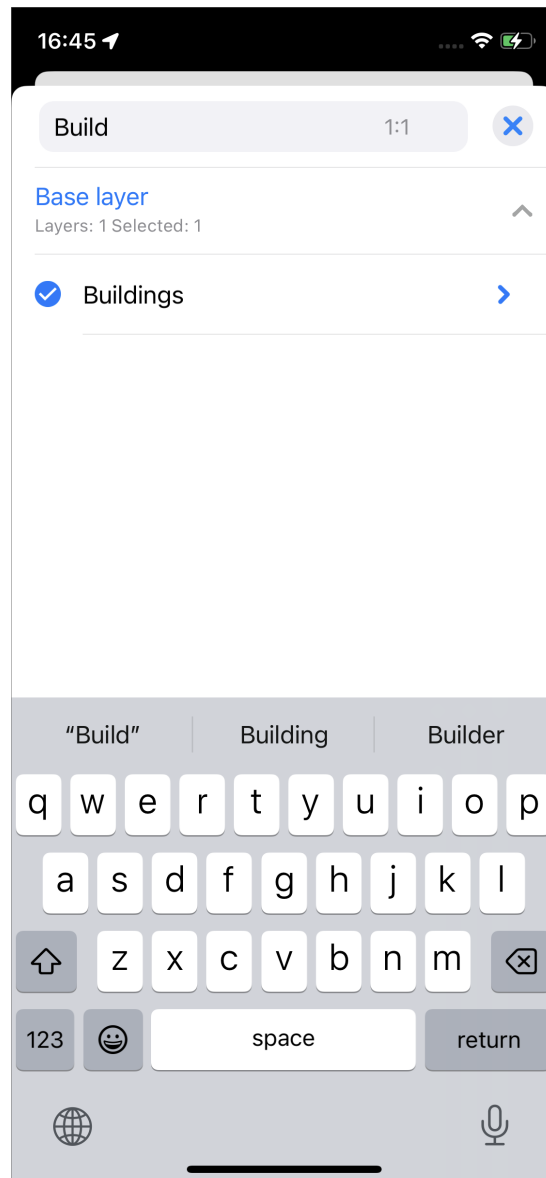 16:45
Build 1:1
Base layer
Layers: 1 Selected: 1
Buildings
“Build” Building Builder
q w e r t y u i o p
a s d f g h j k l
z x c v b n m
123 space return